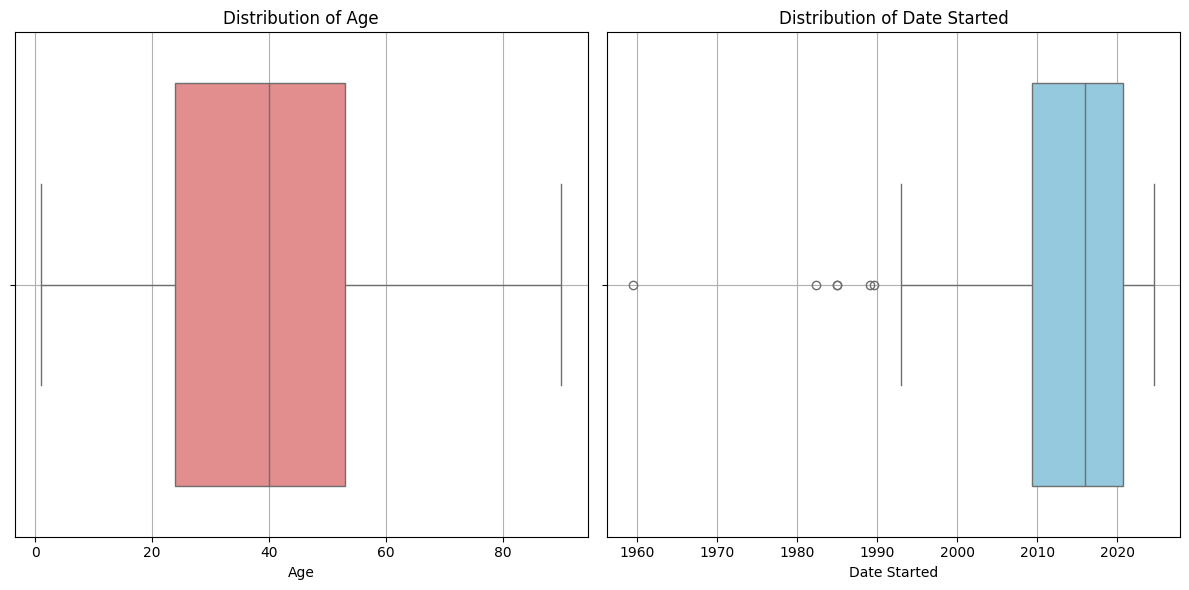 Distribution of Age
0 20 40 60 80
Age
Distribution of Date Started
1960 1970 1980 1990 2000 2010 2020
Date Started